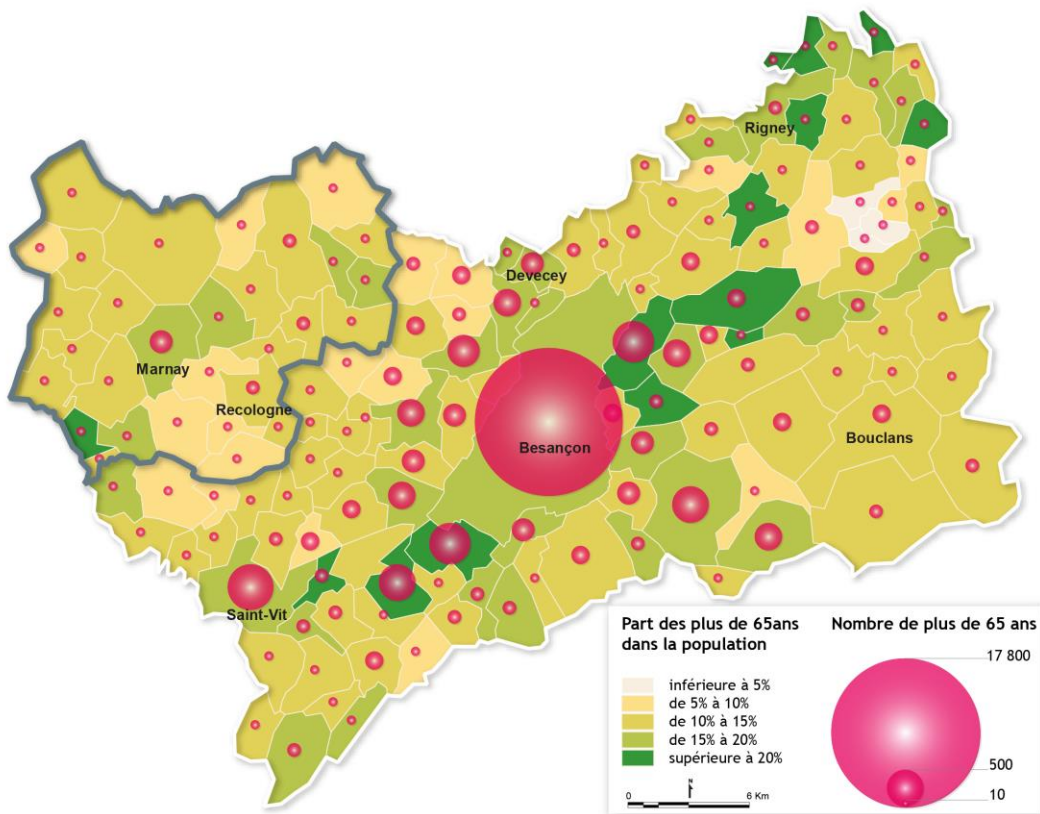 Rigney
Devecey
Marnay
Recologne
Besançon
Bouclans
Saint-Vit
Part des plus de 65ans
dans la population
inférieure à 5%
de 5% à 10%
de 10% à 15%
de 15% à 20%
supérieure à 20%
N
0 6 Km
Nombre de plus de 65 ans
17 800
500
10